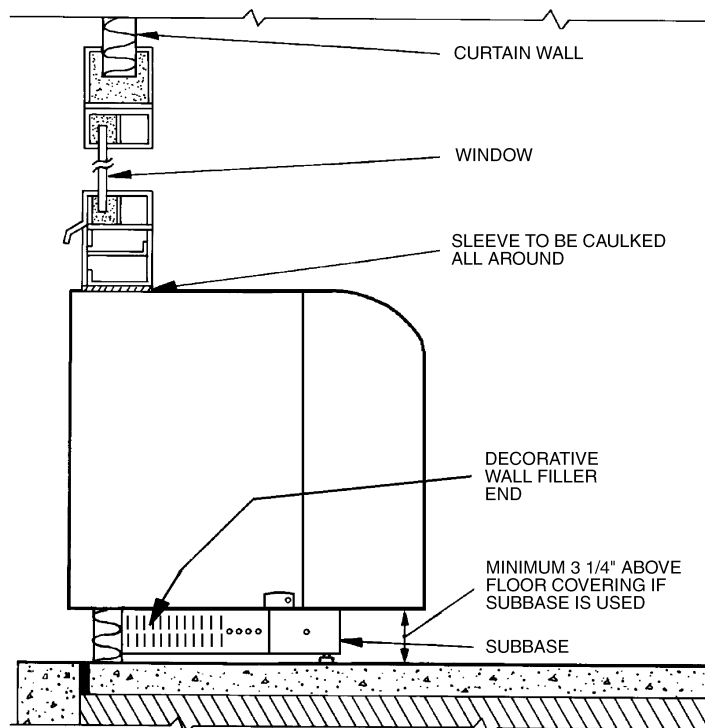 CURTAIN WALL
WINDOW
SLEEVE TO BE CAULKED
ALL AROUND
DECORATIVE
WALL FILLER
END
MINIMUM 3 1/4" ABOVE
FLOOR COVERING IF
SUBBASE IS USED
SUBBASE